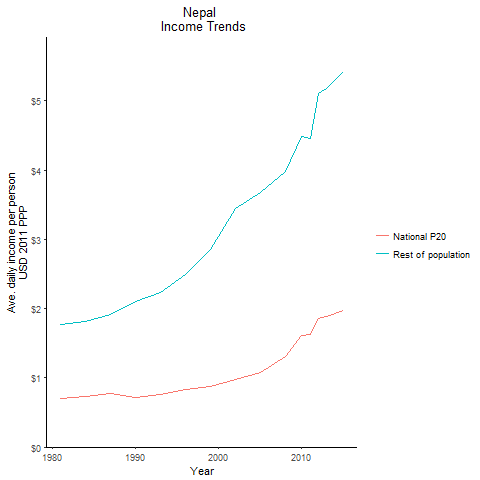 Nepal
Income Trends
Ave. daily income per person
USD 2011 PPP
$5
$4
$3
$2
$1
$0
1980
1990
2000
2010
Year
National P20
Rest of population